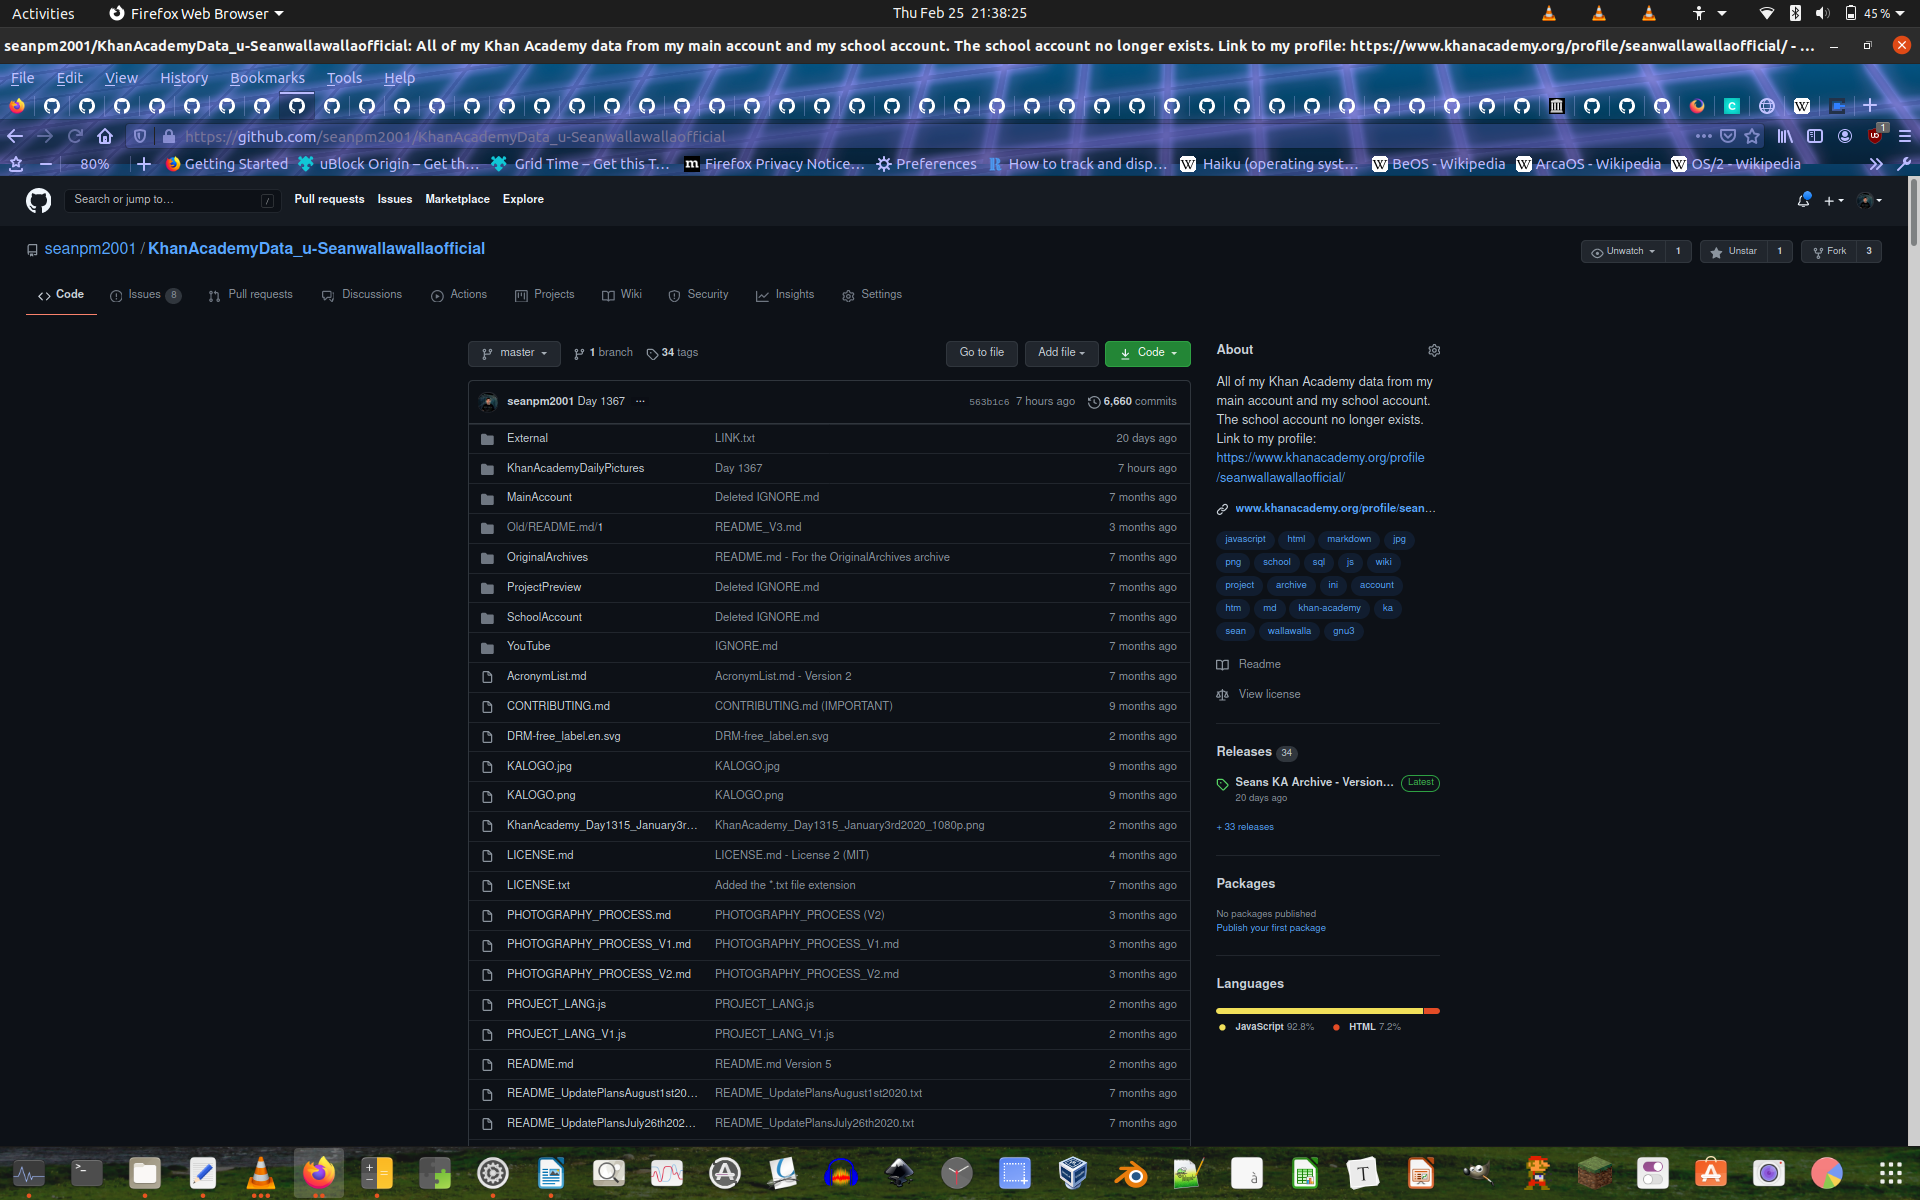 Activities
Firefox Web Browser
Thu Feb 25 21:38:25
45 %
seanpm2001/KhanAcademyData_u-Seanwallawallaofficial: All of my Khan Academy data from my main account and my school account. The school account no longer exists. Link to my profile: https://www.khanacademy.org/profile/seanwallawallaofficial/ - ...
File Edit View History Bookmarks Tools Help
https://github.com/seanpm2001/KhanAcademyData_u-Seanwallawallaofficial
1
80%
Getting Started
uBlock Origin – Get th…
Grid Time – Get this T…
Firefox Privacy Notice…
Preferences
How to track and disp…
Haiku (operating syst…
BeOS - Wikipedia
ArcaOS - Wikipedia
OS/2 - Wikipedia
Search or jump to…
/
Pull requests Issues Marketplace Explore
seanpm2001 / KhanAcademyData_u-Seanwallawallaofficial
Unwatch 1
Unstar 1
Fork 3
Code
Issues 8
Pull requests
Discussions
Actions
Projects
Wiki
Security
Insights
Settings
master
1 branch
34 tags
Go to file
Add file
Code
seanpm2001 Day 1367 ...
563b1c6 7 hours ago
6,660 commits
External LINK.txt 20 days ago
KhanAcademyDailyPictures Day 1367 7 hours ago
MainAccount Deleted IGNORE.md 7 months ago
Old/README.md/1 README_V3.md 3 months ago
OriginalArchives README.md - For the OriginalArchives archive 7 months ago
ProjectPreview Deleted IGNORE.md 7 months ago
SchoolAccount Deleted IGNORE.md 7 months ago
YouTube IGNORE.md 7 months ago
AcronymList.md AcronymList.md - Version 2 7 months ago
CONTRIBUTING.md CONTRIBUTING.md (IMPORTANT) 9 months ago
DRM-free_label.en.svg DRM-free_label.en.svg 2 months ago
KALOGO.jpg KALOGO.jpg 9 months ago
KALOGO.png KALOGO.png 9 months ago
KhanAcademy_Day1315_January3r… KhanAcademy_Day1315_January3rd2020_1080p.png 2 months ago
LICENSE.md LICENSE.md - License 2 (MIT) 4 months ago
LICENSE.txt Added the *.txt file extension 7 months ago
PHOTOGRAPHY_PROCESS.md PHOTOGRAPHY_PROCESS (V2) 3 months ago
PHOTOGRAPHY_PROCESS_V1.md PHOTOGRAPHY_PROCESS_V1.md 3 months ago
PHOTOGRAPHY_PROCESS_V2.md PHOTOGRAPHY_PROCESS_V2.md 3 months ago
PROJECT_LANG.js PROJECT_LANG.js 2 months ago
PROJECT_LANG_V1.js PROJECT_LANG_V1.js 2 months ago
README.md README.md Version 5 2 months ago
README_UpdatePlansAugust1st20… README_UpdatePlansAugust1st2020.txt 7 months ago
README_UpdatePlansJuly26th202… README_UpdatePlansJuly26th2020.txt 7 months ago
About
All of my Khan Academy data from my
main account and my school account.
The school account no longer exists.
Link to my profile:
https://www.khanacademy.org/profile
/seanwallawallaofficial/
www.khanacademy.org/profile/sean…
javascript html markdown jpg
png school sql js wiki
project archive ini account
htm md khan-academy ka
sean wallawalla gnu3
Readme
View license
Releases 34
Seans KA Archive - Version… Latest
20 days ago
+ 33 releases
Packages
No packages published
Publish your first package
Languages
JavaScript 92.8% HTML 7.2%